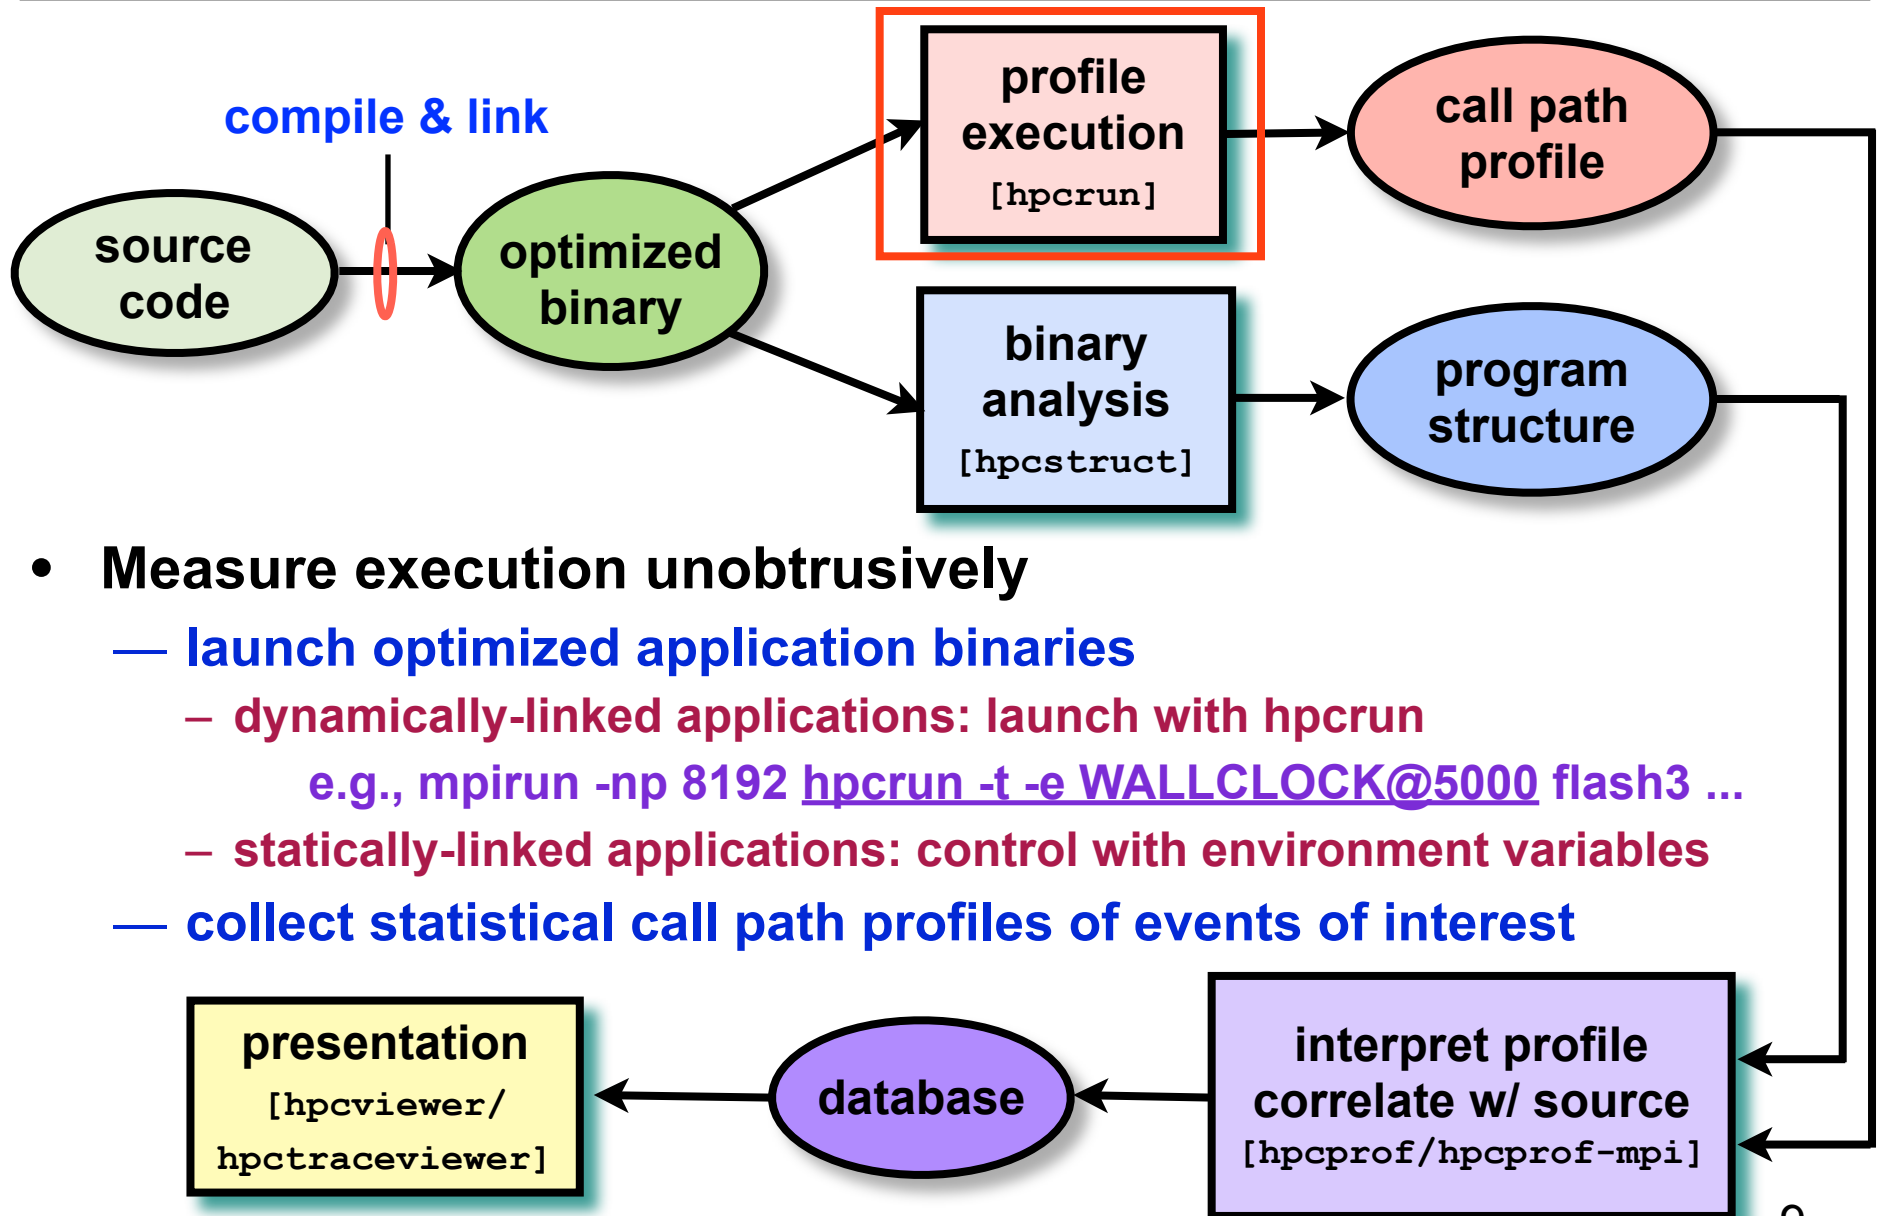 compile & link
source
code
optimized
binary
profile
execution
[hpcrun]
call path
profile
binary
analysis
[hpcstruct]
program
structure
• Measure execution unobtrusively
— launch optimized application binaries
– dynamically-linked applications: launch with hpcrun
e.g., mpirun -np 8192 hpcrun -t -e WALLCLOCK@5000 flash3 ...
– statically-linked applications: control with environment variables
— collect statistical call path profiles of events of interest
presentation
[hpcviewer/
hpctraceviewer]
database
interpret profile
correlate w/ source
[hpcprof/hpcprof-mpi]